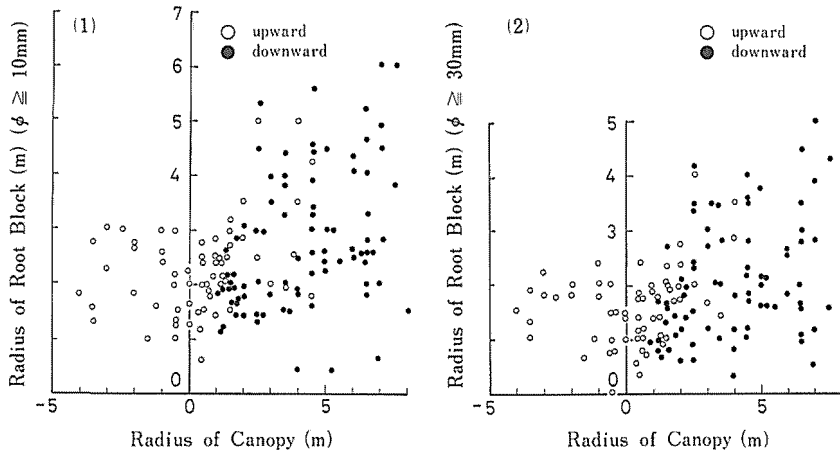 (1)
upward
downward
7
6
5
4
3
2
1
0
-5
0
5
Radius of Root Block (m) (ϕ ≧ 10mm)
Radius of Canopy (m)
(2)
upward
downward
5
4
3
2
1
0
-5
0
5
Radius of Root Block (m) (ϕ ≧ 30mm)
Radius of Canopy (m)